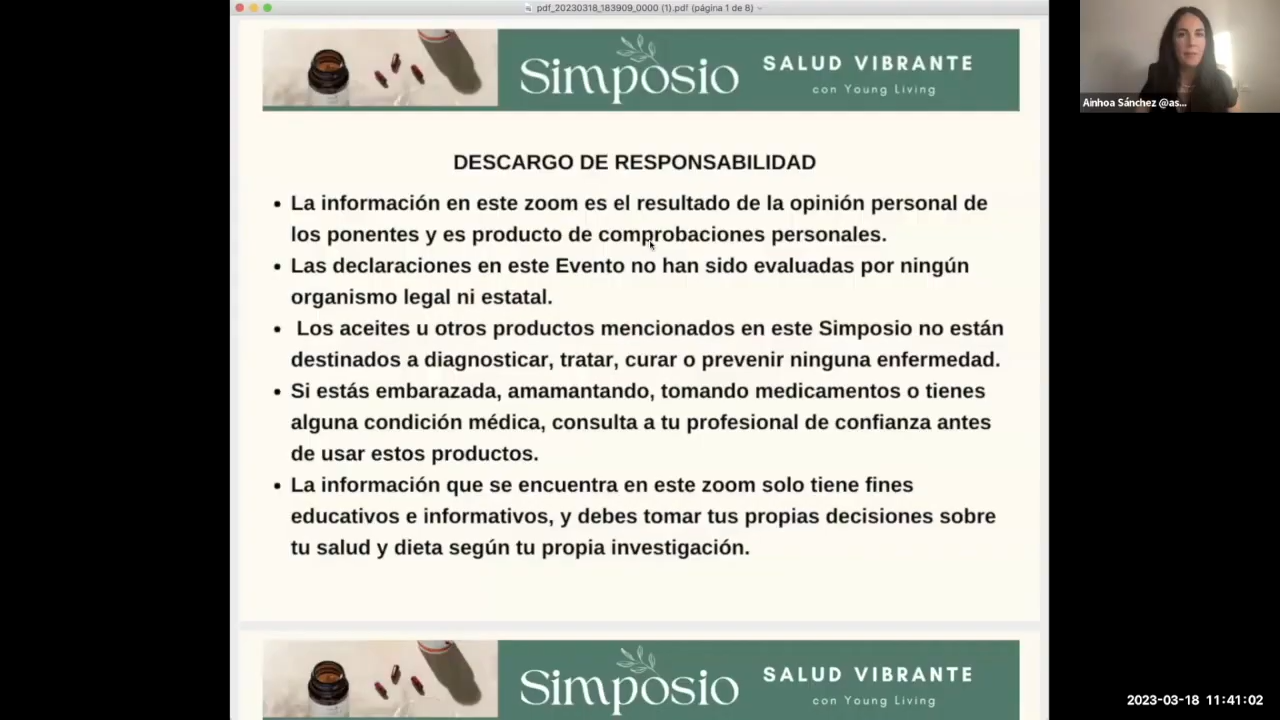 pdf_20230318_183909_0000 (1).pdf (página 1 de 8)
Simposio
SALUD VIBRANTE
con Young Living
Ainhoa Sánchez @as...
DESCARGO DE RESPONSABILIDAD
• La información en este zoom es el resultado de la opinión personal de
los ponentes y es producto de comprobaciones personales.
• Las declaraciones en este Evento no han sido evaluadas por ningún
organismo legal ni estatal.
• Los aceites u otros productos mencionados en este Simposio no están
destinados a diagnosticar, tratar, curar o prevenir ninguna enfermedad.
• Si estás embarazada, amamantando, tomando medicamentos o tienes
alguna condición médica, consulta a tu profesional de confianza antes
de usar estos productos.
• La información que se encuentra en este zoom solo tiene fines
educativos e informativos, y debes tomar tus propias decisiones sobre
tu salud y dieta según tu propia investigación.
Simposio
SALUD VIBRANTE
con Young Living
2023-03-18 11:41:02